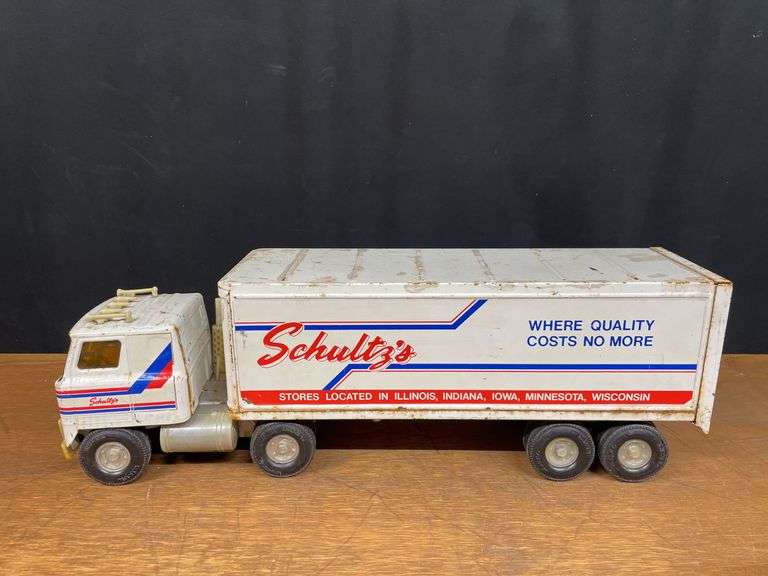 Schultz's
WHERE QUALITY
COSTS NO MORE
STORES LOCATED IN ILLINOIS, INDIANA, IOWA, MINNESOTA, WISCONSIN
Schultz's